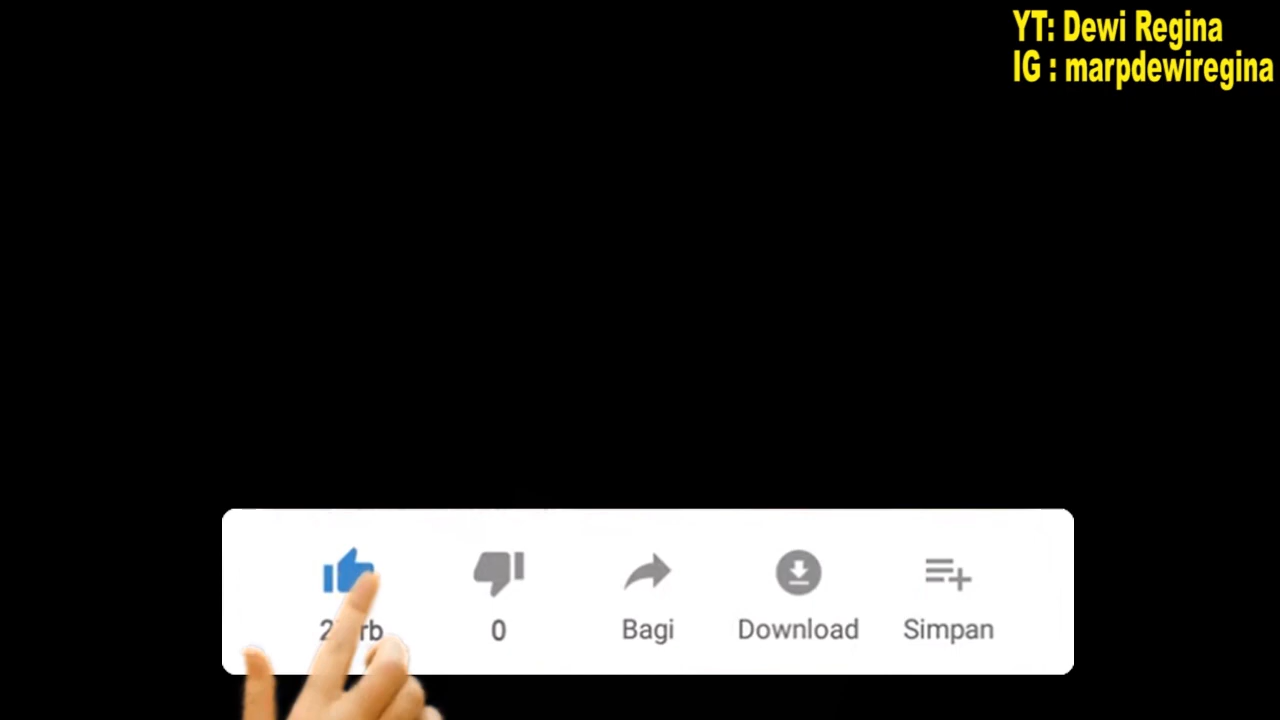 YT: Dewi Regina
IG : marpdewiregina
0
Bagi
Download
Simpan